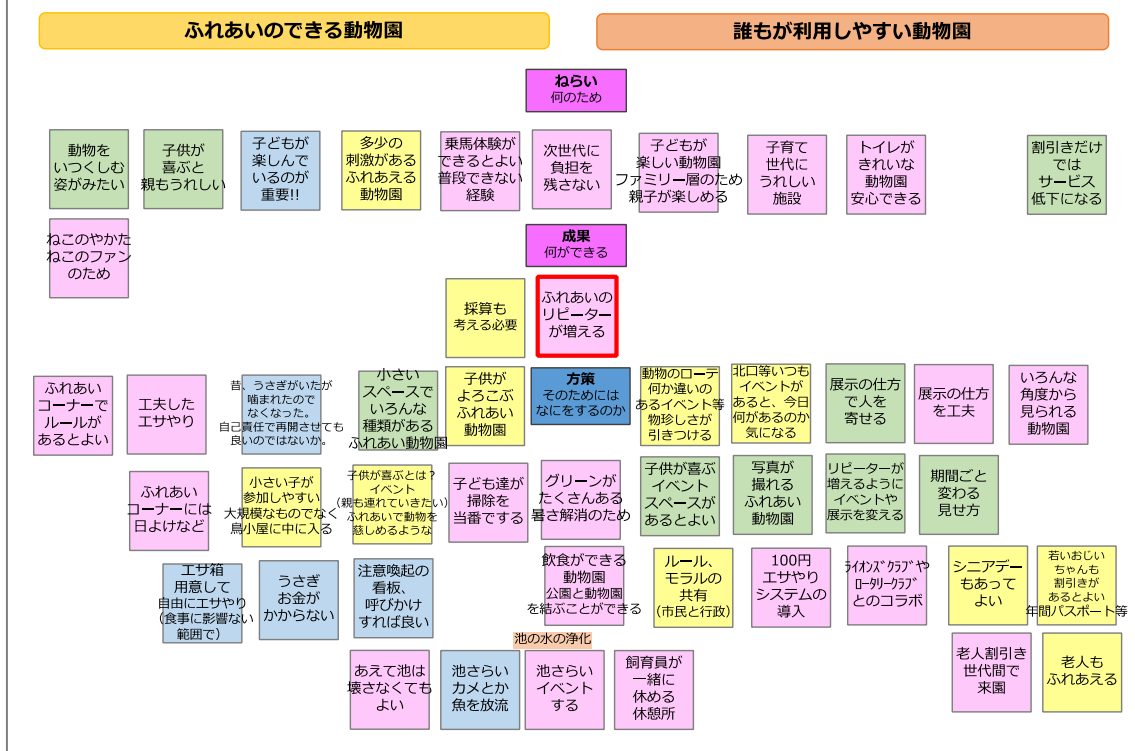 ふれあいのできる動物園
誰もが利用しやすい動物園
ねらい
何のため
動物を
いつくしむ
姿がみたい
子供が
喜ぶと
親もうれしい
子どもが
楽しんで
いるのが
重要!!
多少の
刺激がある
ふれあえる
動物園
乗馬体験が
できるとよい
普段できない
経験
次世代に
負担を
残さない
子どもが
楽しい動物園
ファミリー層のため
親子が楽しめる
子育て
世代に
うれしい
施設
トイレが
きれいな
動物園
安心できる
割引きだけ
では
サービス
低下になる
ねこのやかた
ねこのファン
のため
成果
何ができる
採算も
考える必要
ふれあいの
リピーター
が増える
ふれあい
コーナーで
ルールが
あるとよい
工夫した
エサやり
昔、うさぎがいたが
噛まれたので
なくなった。
自己責任で再開させても
良いのではないか。
小さい
スペースで
いろんな
種類がある
ふれあい動物園
子供が
よろこぶ
ふれあい
動物園
方策
そのためには
なにをするのか
動物のローテ
何か違いの
あるイベント等
物珍しさが
引きつける
北口等いつも
イベントが
あると、今日
何があるのか
気になる
展示の仕方
で人を
寄せる
展示の仕方
を工夫
いろんな
角度から
見られる
動物園
ふれあい
コーナーには
日よけなど
小さい子が
参加しやすい
大規模なものでなく
鳥小屋に中に入る
子供が喜ぶとは？
イベント
（親も連れていきたい）
ふれあいで動物を
慈しめるような
子ども達が
掃除を
当番でする
グリーンが
たくさんある
暑さ解消のため
子供が喜ぶ
イベント
スペースが
あるとよい
写真が
撮れる
ふれあい
動物園
リピーターが
増えるように
イベントや
展示を変える
期間ごと
変わる
見せ方
エサ箱
用意して
自由にエサやり
（食事に影響ない
範囲で）
うさぎ
お金が
かからない
注意喚起の
看板、
呼びかけ
すれば良い
飲食ができる
動物園
公園と動物園
を結ぶことができる
ルール、
モラルの
共有
（市民と行政）
100円
エサやり
システムの
導入
ﾗｲｵﾝｽﾞｸﾗﾌﾞや
ﾛｰﾀﾘｰｸﾗﾌﾞ
とのコラボ
シニアデー
もあって
よい
若いおじい
ちゃんも
割引きが
あるとよい
年間パスポート等
池の水の浄化
あえて池は
壊さなくても
よい
池さらい
カメとか
魚を放流
池さらい
イベント
する
飼育員が
一緒に
休める
休憩所
老人割引き
世代間で
来園
老人も
ふれあえる